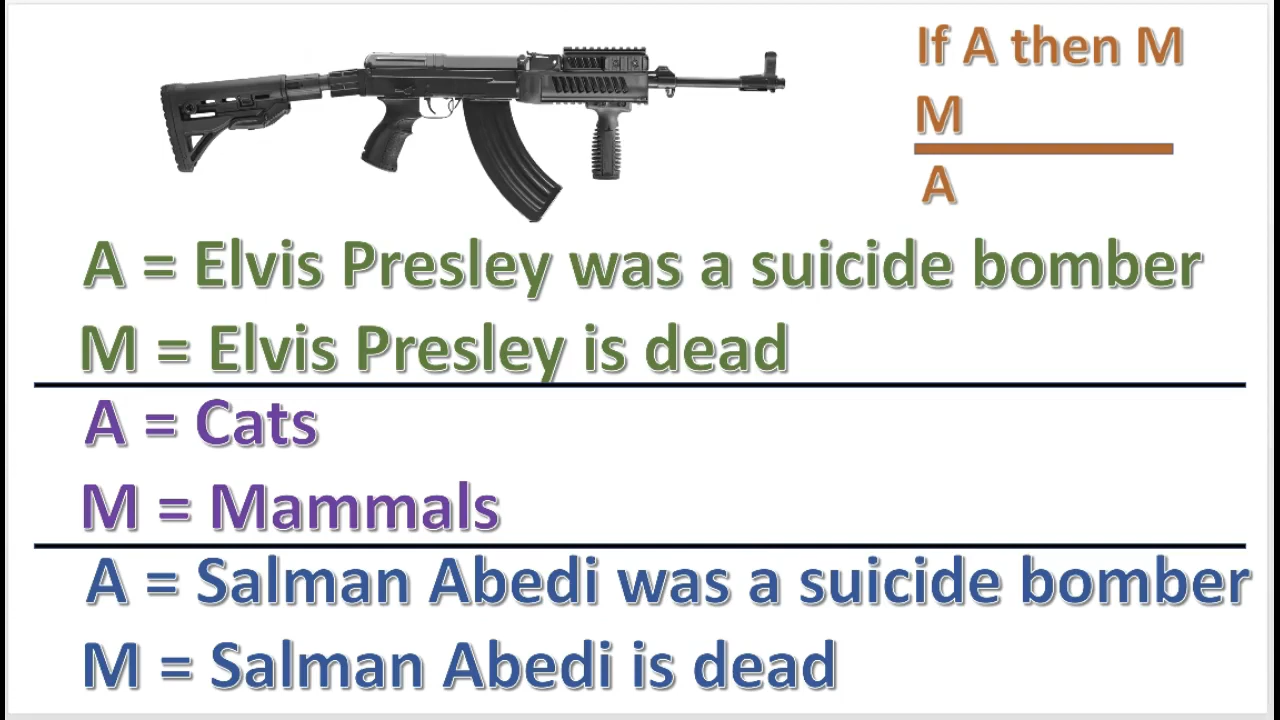 If A then M
M
A
A = Elvis Presley was a suicide bomber
M = Elvis Presley is dead
A = Cats
M = Mammals
A = Salman Abedi was a suicide bomber
M = Salman Abedi is dead